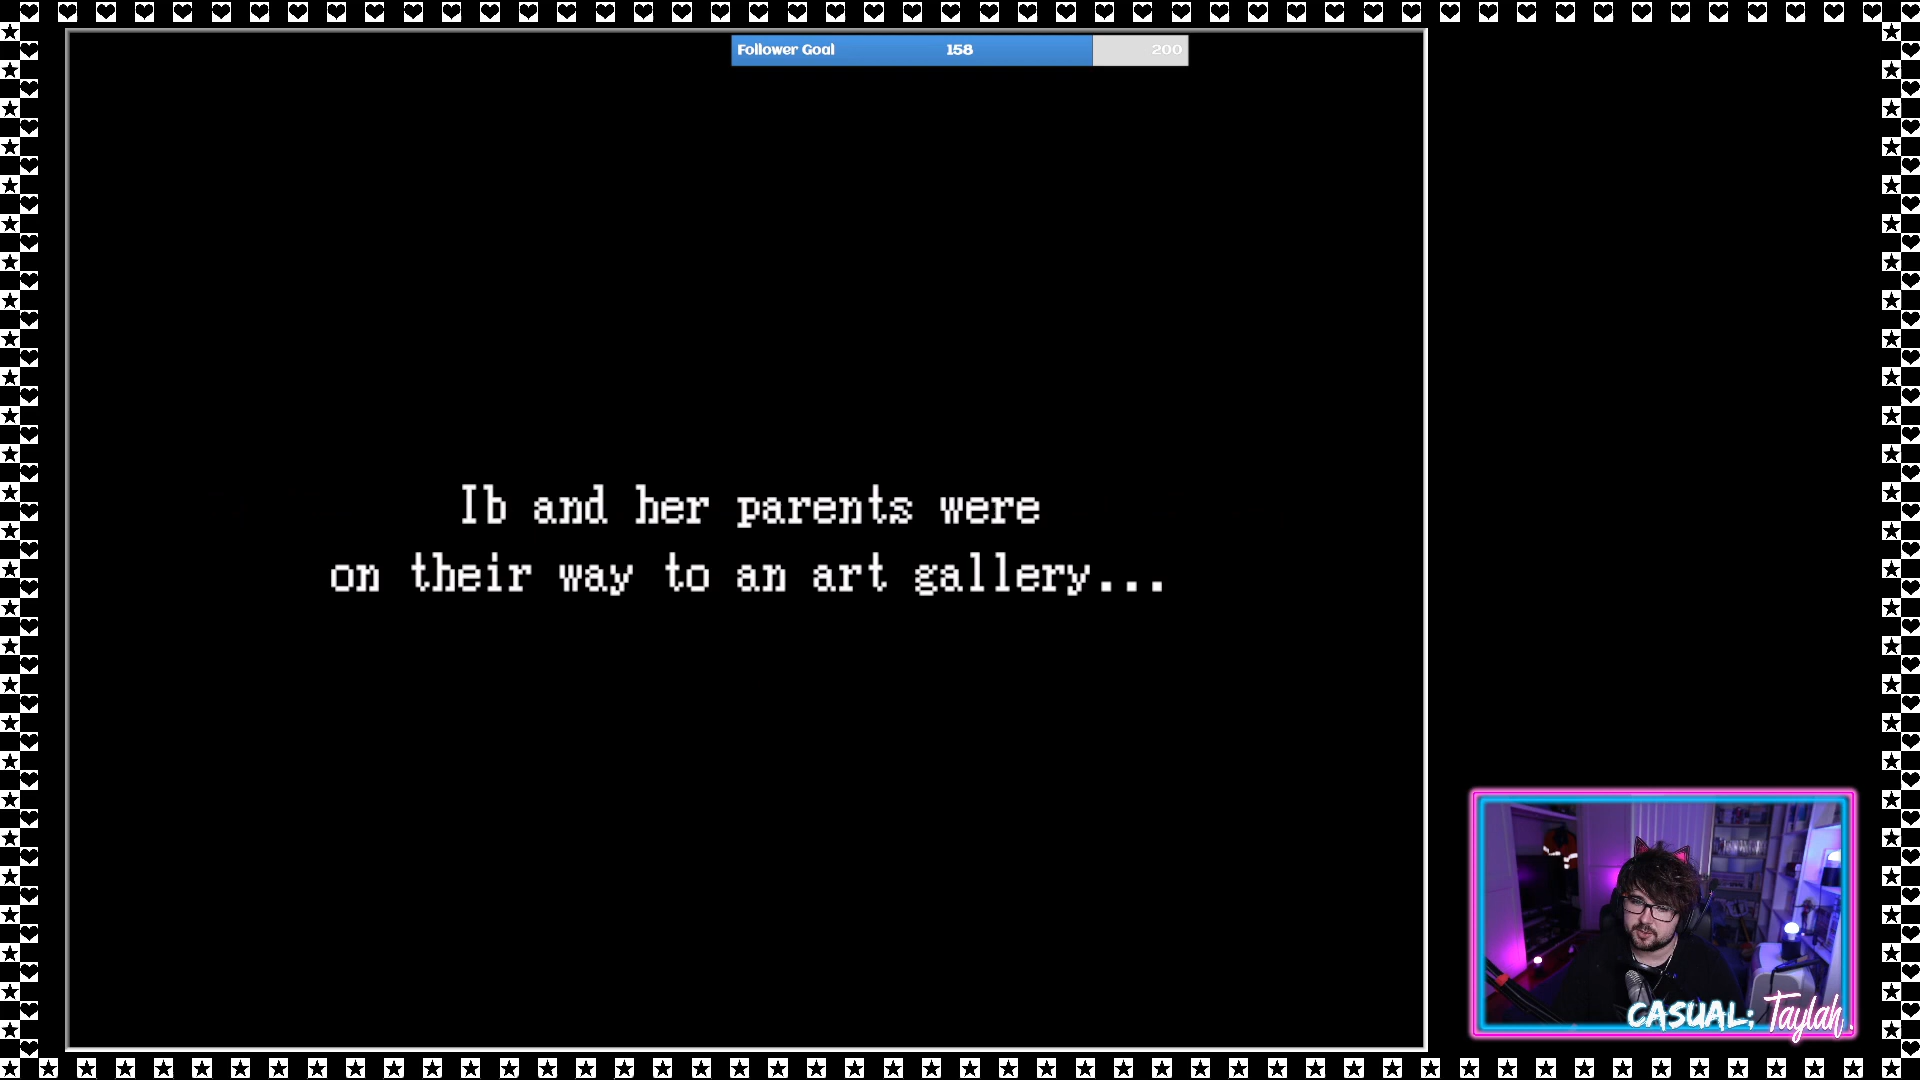 Follower Goal 158 200
Ib and her parents were
on their way to an art gallery...
CASUAL; Taylah.